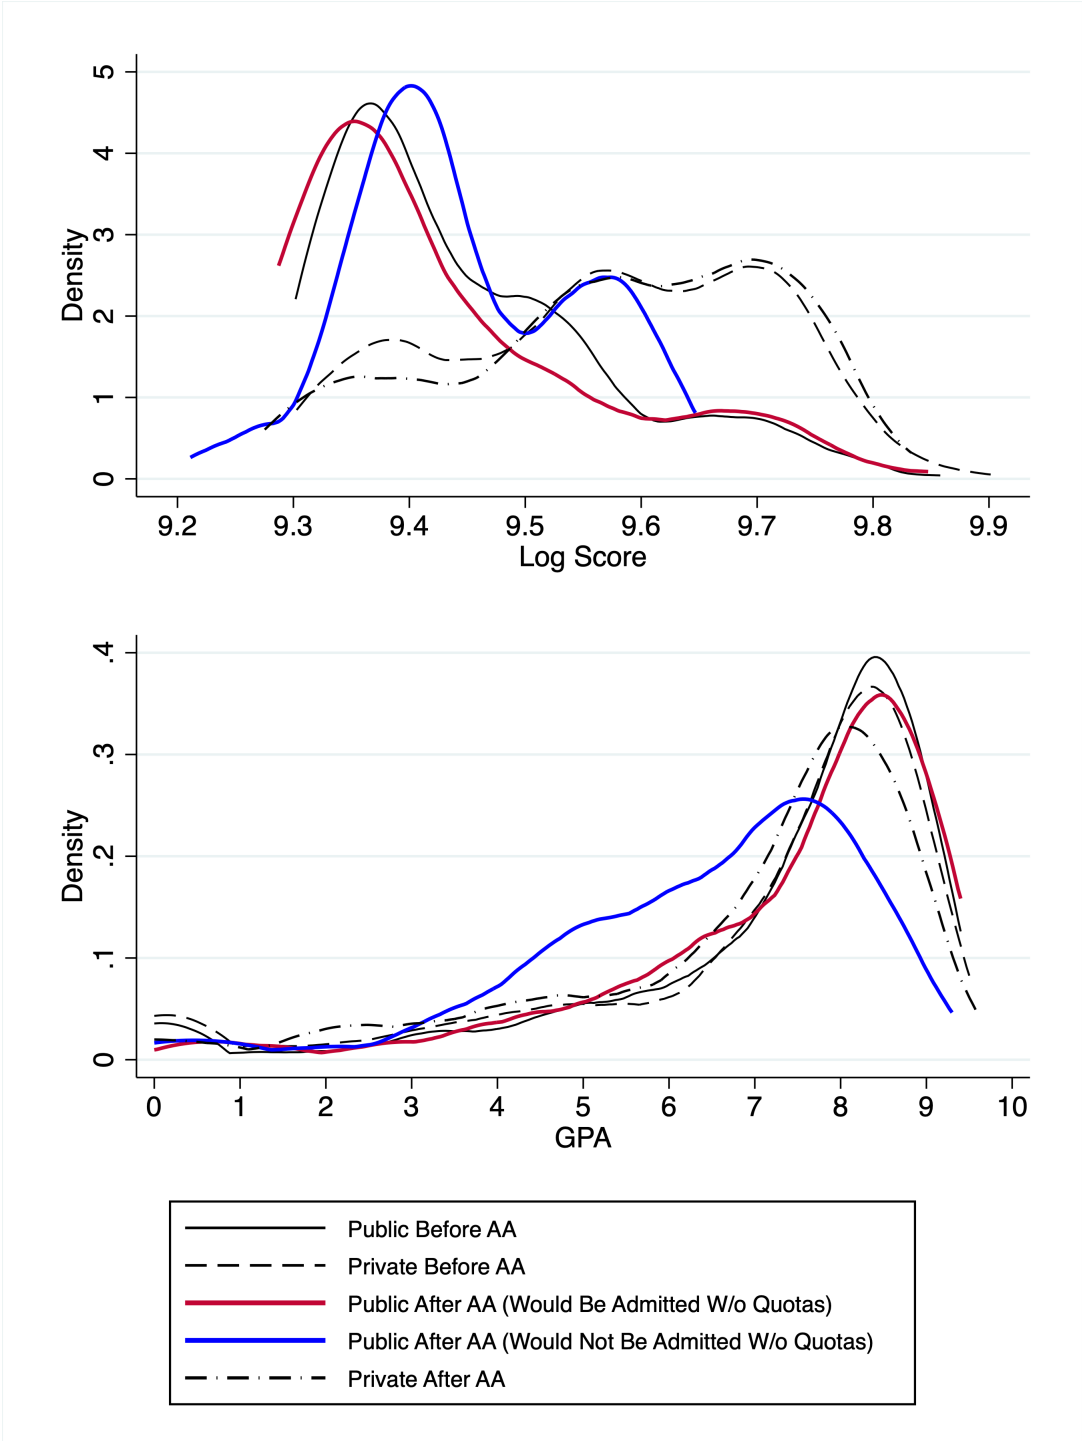 5
4
3
2
1
0
Density
9.2 9.3 9.4 9.5 9.6 9.7 9.8 9.9
Log Score
.4
.3
.2
.1
0
Density
0 1 2 3 4 5 6 7 8 9 10
GPA
Public Before AA
Private Before AA
Public After AA (Would Be Admitted W/o Quotas)
Public After AA (Would Not Be Admitted W/o Quotas)
Private After AA